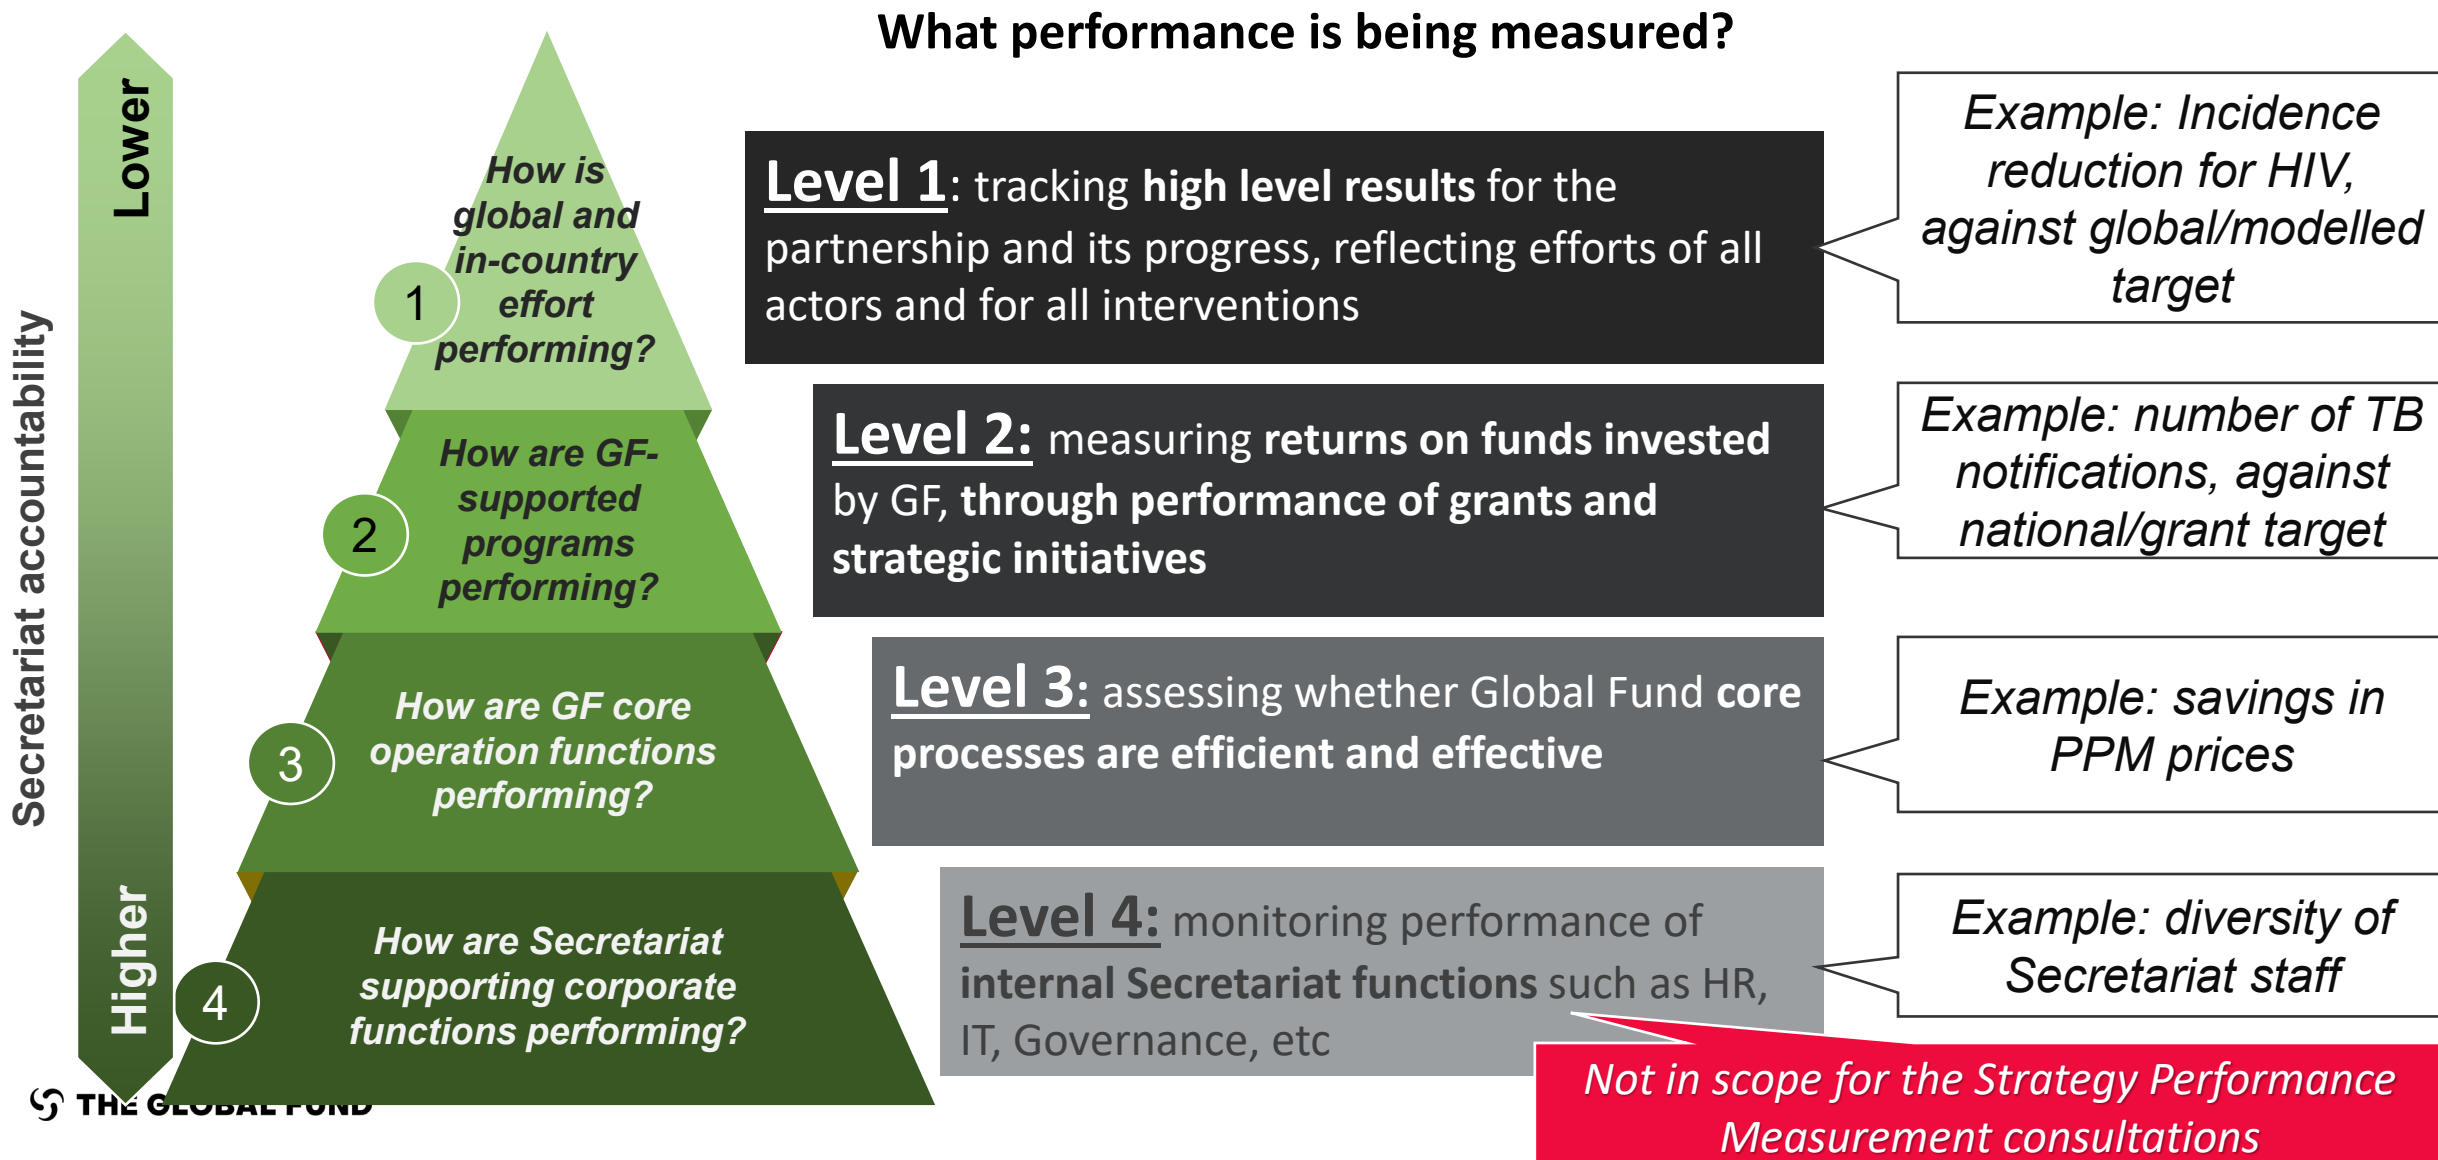 What performance is being measured?
Secretariat accountability
Lower
Higher
How is
global and
in-country
effort
performing?
1
Level 1: tracking high level results for the
partnership and its progress, reflecting efforts of all
actors and for all interventions
Example: Incidence
reduction for HIV,
against global/modelled
target
How are GF-
supported
programs
performing?
2
Level 2: measuring returns on funds invested
by GF, through performance of grants and
strategic initiatives
Example: number of TB
notifications, against
national/grant target
How are GF core
operation functions
performing?
3
Level 3: assessing whether Global Fund core
processes are efficient and effective
Example: savings in
PPM prices
How are Secretariat
supporting corporate
functions performing?
4
Level 4: monitoring performance of
internal Secretariat functions such as HR,
IT, Governance, etc
Example: diversity of
Secretariat staff
Not in scope for the Strategy Performance
Measurement consultations
THE GLOBAL FUND